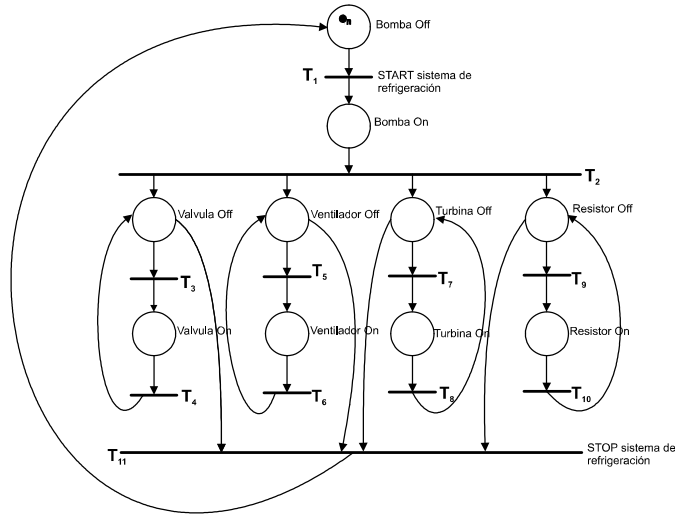 n
Bomba Off
T1 START sistema de
refrigeración
Bomba On
T2
Valvula Off
Ventilador Off
Turbina Off
Resistor Off
T3
T5
T7
T9
Valvula On
Ventilador On
Turbina On
Resistor On
T4
T6
T8
T10
T11
STOP sistema de
refrigeración